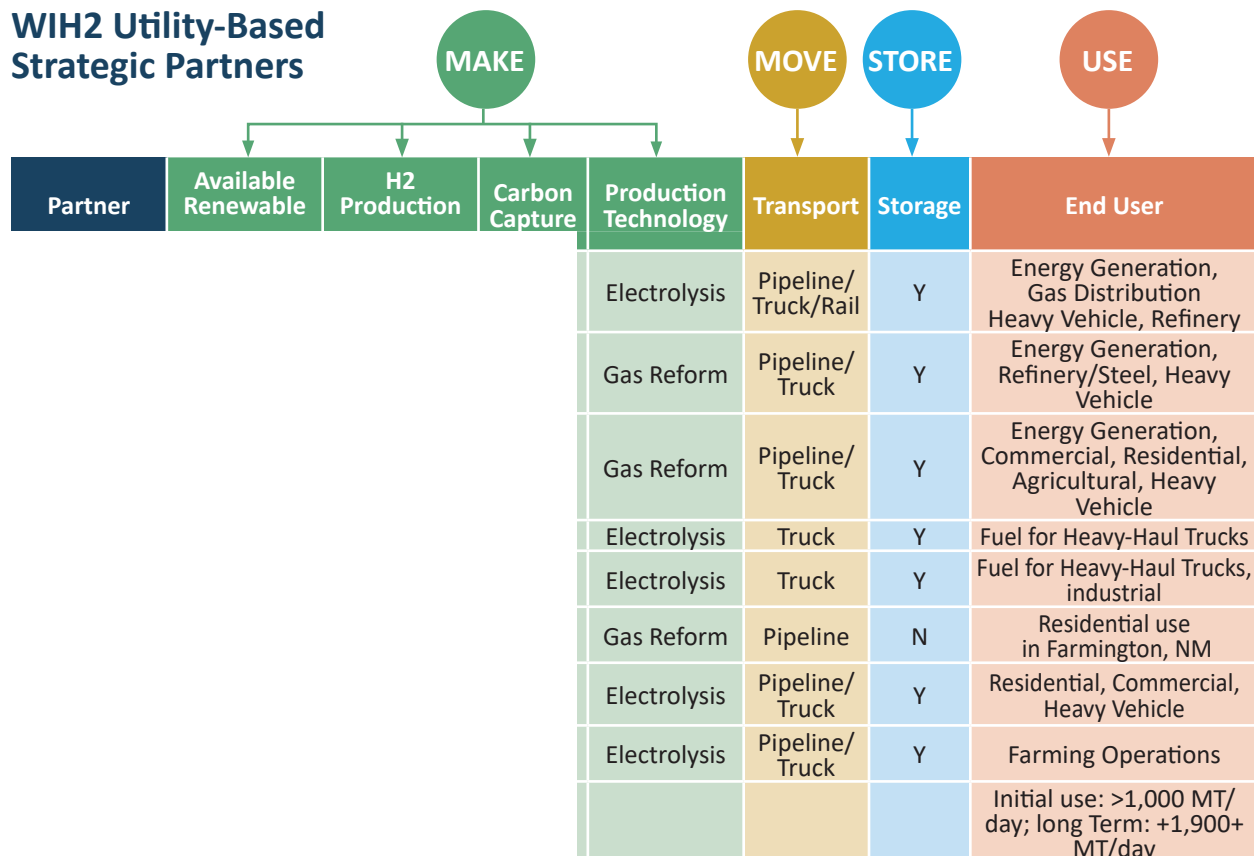 WIH2 Utility-Based
Strategic Partners
MAKE
MOVE
STORE
USE
Partner
Available
Renewable
H2
Production
Carbon
Capture
Production
Technology
Transport
Storage
End User
Electrolysis
Pipeline/
Truck/Rail
Y
Energy Generation,
Gas Distribution
Heavy Vehicle, Refinery
Gas Reform
Pipeline/
Truck
Y
Energy Generation,
Refinery/Steel, Heavy
Vehicle
Gas Reform
Pipeline/
Truck
Y
Energy Generation,
Commercial, Residential,
Agricultural, Heavy
Vehicle
Electrolysis
Truck
Y
Fuel for Heavy-Haul Trucks
Electrolysis
Truck
Y
Fuel for Heavy-Haul Trucks,
industrial
Gas Reform
Pipeline
N
Residential use
in Farmington, NM
Electrolysis
Pipeline/
Truck
Y
Residential, Commercial,
Heavy Vehicle
Electrolysis
Pipeline/
Truck
Y
Farming Operations
Initial use: >1,000 MT/
day; long Term: +1,900+
MT/day